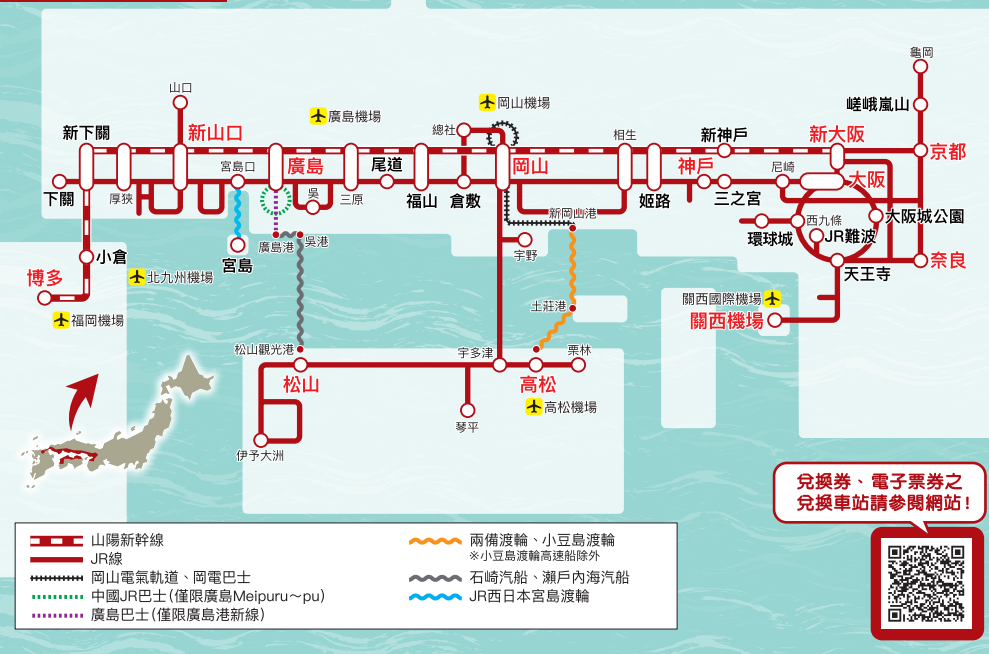 龜岡
山口
嵯峨嵐山
岡山機場
廣島機場
總社
新下關
新山口
相生
新神戶
新大阪
京都
宮島口
廣島
尾道
岡山
神戶
尼崎
大阪
下關
厚狹
吳
三原
福山
倉敷
姬路
三之宮
新岡山港
大阪城公園
西九條
環球城
JR難波
廣島港
吳港
宇野
小倉
宮島
天王寺
奈良
博多
北九州機場
福岡機場
關西國際機場
關西機場
土莊港
松山觀光港
宇多津
栗林
松山
高松
高松機場
琴平
伊予大洲
兌換券、電子票券之
兌換車站請參閱網站!
山陽新幹線
JR線
岡山電氣軌道、岡電巴士
中國JR巴士(僅限廣島Meipuru～pu)
廣島巴士(僅限廣島港新線)
兩備渡輪、小豆島渡輪
※小豆島渡輪高速船除外
石崎汽船、瀨戶內海汽船
JR西日本宮島渡輪